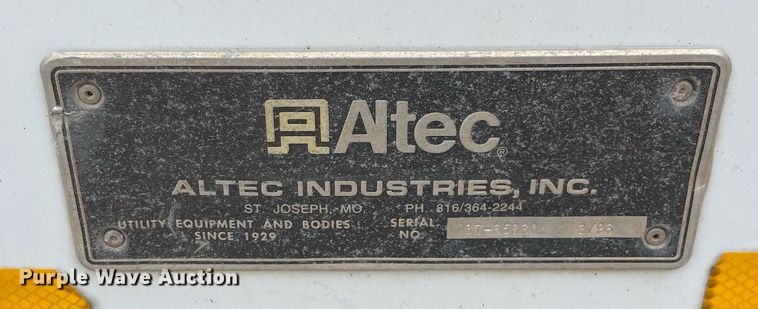 Altec®
ALTEC INDUSTRIES, INC.
ST. JOSEPH, MO. PH. 816/364-2244
UTILITY EQUIPMENT AND BODIES SERIAL
SINCE 1929 NO.
Purple Wave Auction